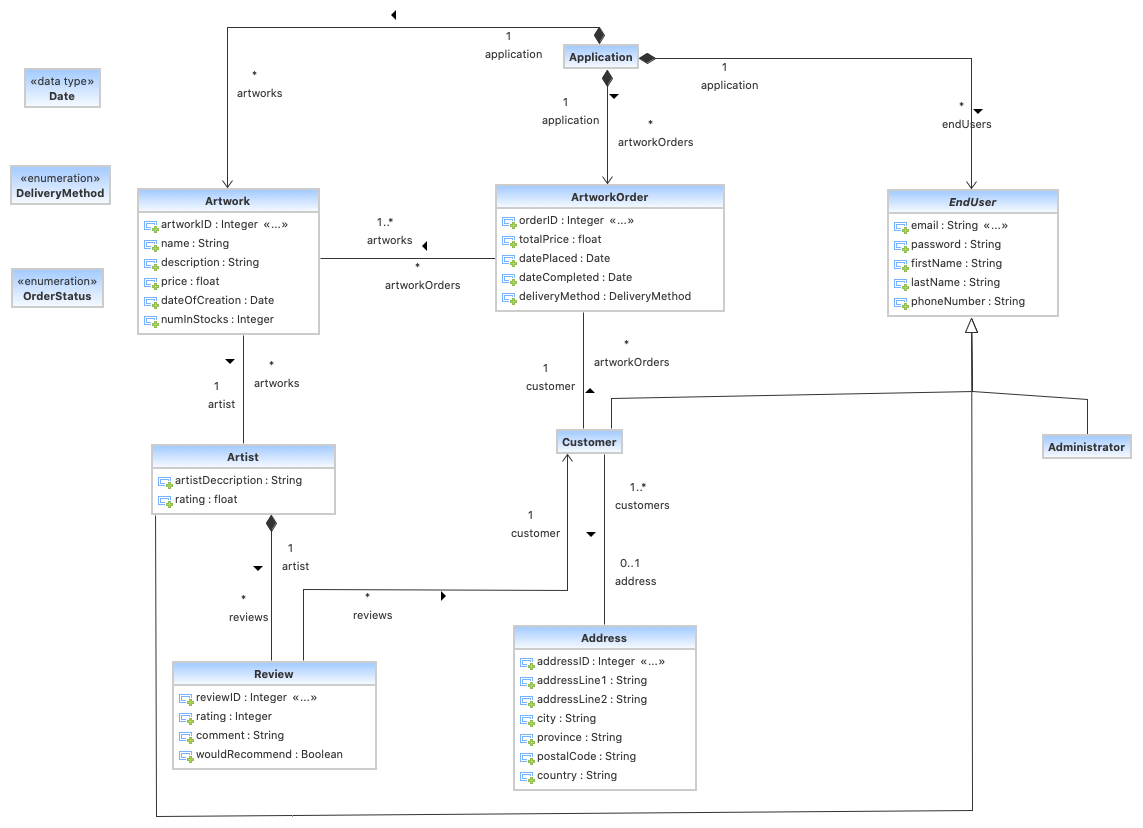 1
application
Application
1
application
*
artworks
«data type»
Date
1
application
*
artworkOrders
*
endUsers
«enumeration»
DeliveryMethod
«enumeration»
OrderStatus
Artwork
artworkID : Integer «...»
name : String
description : String
price : float
dateOfCreation : Date
numInStocks : Integer
1..*
artworks
*
artworkOrders
ArtworkOrder
orderID : Integer «...»
totalPrice : float
datePlaced : Date
dateCompleted : Date
deliveryMethod : DeliveryMethod
EndUser
email : String «...»
password : String
firstName : String
lastName : String
phoneNumber : String
*
artworks
1
artist
*
artworkOrders
1
customer
Customer
Administrator
Artist
artistDeccription : String
rating : float
1..*
customers
1
customer
1
artist
0..1
address
*
reviews
*
reviews
Review
reviewID : Integer «...»
rating : Integer
comment : String
wouldRecommend : Boolean
Address
addressID : Integer «...»
addressLine1 : String
addressLine2 : String
city : String
province : String
postalCode : String
country : String